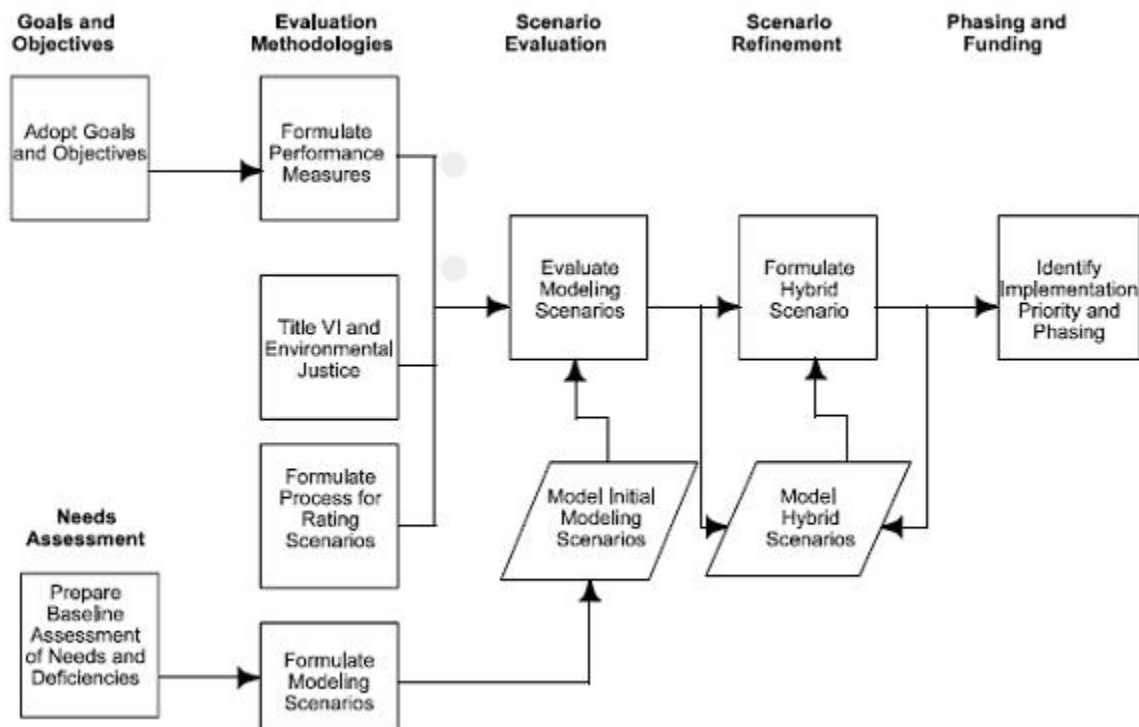 Goals and
Objectives
Evaluation
Methodologies
Scenario
Evaluation
Scenario
Refinement
Phasing and
Funding
Adopt Goals
and Objectives
Formulate
Performance
Measures
Title VI and
Environmental
Justice
Evaluate
Modeling
Scenarios
Formulate
Hybrid
Scenario
Identify
Implementation
Priority and
Phasing
Formulate
Process for
Rating
Scenarios
Model Initial
Modeling
Scenarios
Model
Hybrid
Scenarios
Needs
Assessment
Prepare
Baseline
Assessment
of Needs and
Deficiencies
Formulate
Modeling
Scenarios